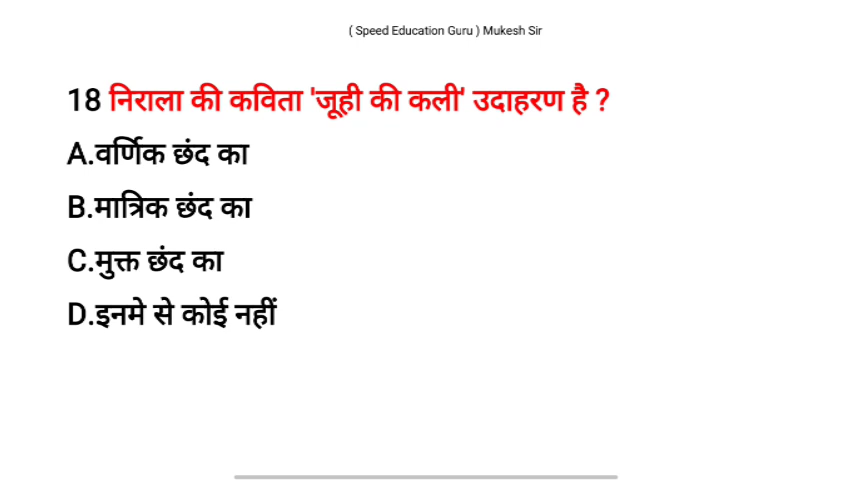 ( Speed Education Guru ) Mukesh Sir
18 निराला की कविता 'जूही की कली' उदाहरण है ?
A.वर्णिक छंद का
B.मात्रिक छंद का
C.मुक्त छंद का
D.इनमे से कोई नहीं